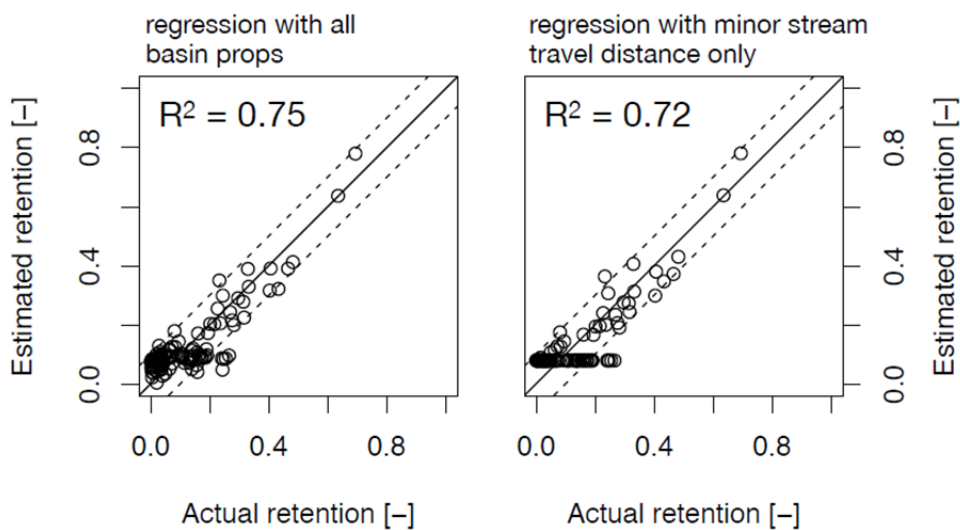 regression with all
basin props
R² = 0.75
Estimated retention [–]
0.0
0.4
0.8
0.0
0.4
0.8
Actual retention [–]
regression with minor stream
travel distance only
R² = 0.72
0.0
0.4
0.8
0.0
0.4
0.8
Estimated retention [–]
Actual retention [–]